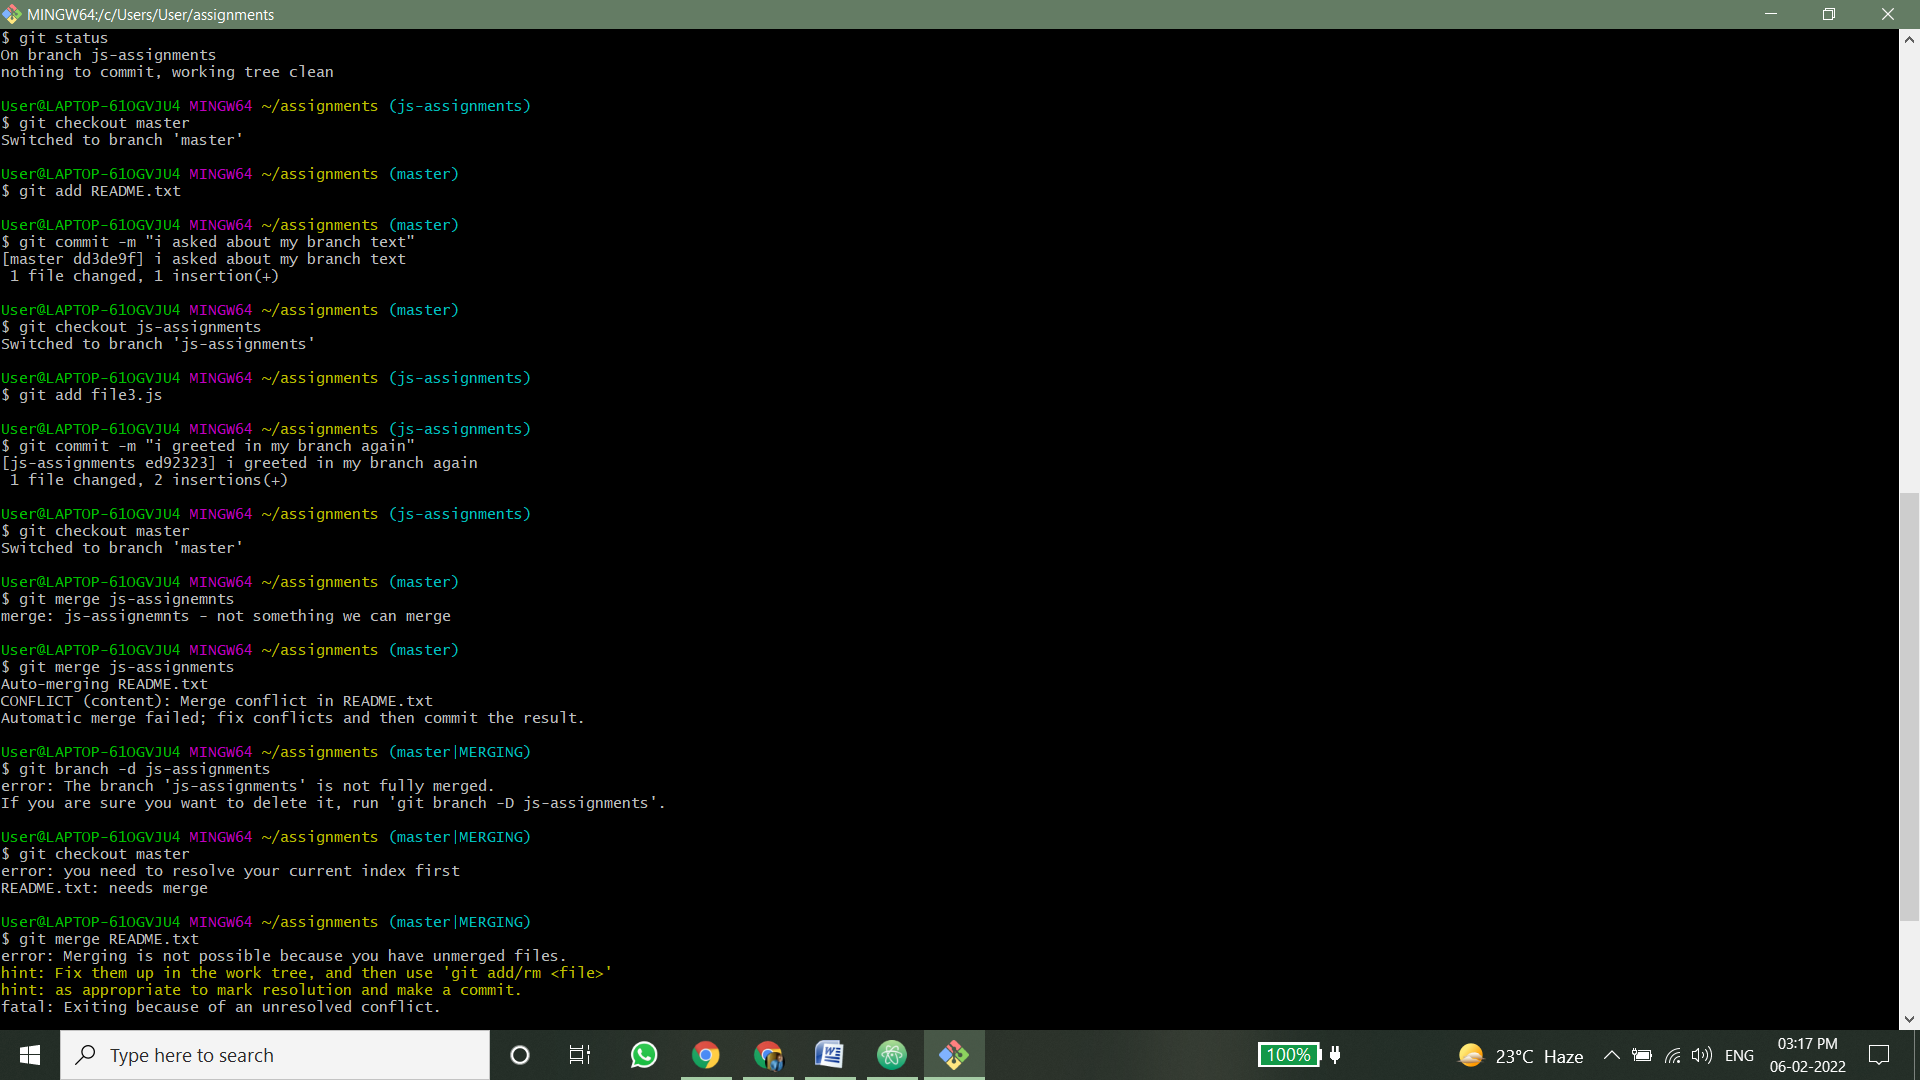 MINGW64:/c/Users/User/assignments
$ git status
On branch js-assignments
nothing to commit, working tree clean
User@LAPTOP-61OGVJU4 MINGW64 ~/assignments (js-assignments)
$ git checkout master
Switched to branch 'master'
User@LAPTOP-61OGVJU4 MINGW64 ~/assignments (master)
$ git add README.txt
User@LAPTOP-61OGVJU4 MINGW64 ~/assignments (master)
$ git commit -m "i asked about my branch text"
[master dd3de9f] i asked about my branch text
 1 file changed, 1 insertion(+)
User@LAPTOP-61OGVJU4 MINGW64 ~/assignments (master)
$ git checkout js-assignments
Switched to branch 'js-assignments'
User@LAPTOP-61OGVJU4 MINGW64 ~/assignments (js-assignments)
$ git add file3.js
User@LAPTOP-61OGVJU4 MINGW64 ~/assignments (js-assignments)
$ git commit -m "i greeted in my branch again"
[js-assignments ed92323] i greeted in my branch again
 1 file changed, 2 insertions(+)
User@LAPTOP-61OGVJU4 MINGW64 ~/assignments (js-assignments)
$ git checkout master
Switched to branch 'master'
User@LAPTOP-61OGVJU4 MINGW64 ~/assignments (master)
$ git merge js-assignemnts
merge: js-assignemnts - not something we can merge
User@LAPTOP-61OGVJU4 MINGW64 ~/assignments (master)
$ git merge js-assignments
Auto-merging README.txt
CONFLICT (content): Merge conflict in README.txt
Automatic merge failed; fix conflicts and then commit the result.
User@LAPTOP-61OGVJU4 MINGW64 ~/assignments (master|MERGING)
$ git branch -d js-assignments
error: The branch 'js-assignments' is not fully merged.
If you are sure you want to delete it, run 'git branch -D js-assignments'.
User@LAPTOP-61OGVJU4 MINGW64 ~/assignments (master|MERGING)
$ git checkout master
error: you need to resolve your current index first
README.txt: needs merge
User@LAPTOP-61OGVJU4 MINGW64 ~/assignments (master|MERGING)
$ git merge README.txt
error: Merging is not possible because you have unmerged files.
hint: Fix them up in the work tree, and then use 'git add/rm <file>'
hint: as appropriate to mark resolution and make a commit.
fatal: Exiting because of an unresolved conflict.
Type here to search
100%
23°C Haze
ENG
03:17 PM
06-02-2022